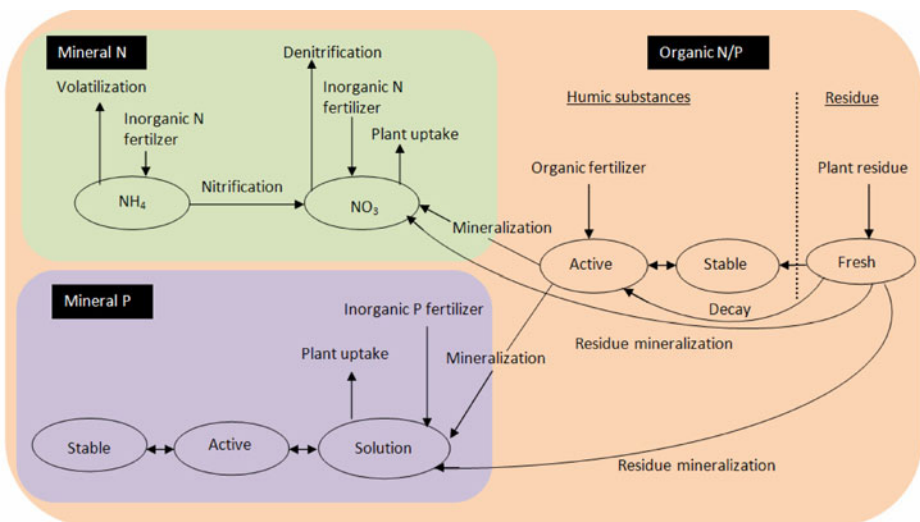 Mineral N
Denitrification
Organic N/P
Volatilization
Inorganic N
fertilzer
Inorganic N
fertilizer
Plant uptake
Humic substances
Residue
Organic fertilizer
Plant residue
Nitrification
NH₄
NO₃
Mineralization
Active
Stable
Fresh
Decay
Residue mineralization
Mineral P
Inorganic P fertilizer
Plant uptake
Mineralization
Stable
Active
Solution
Residue mineralization